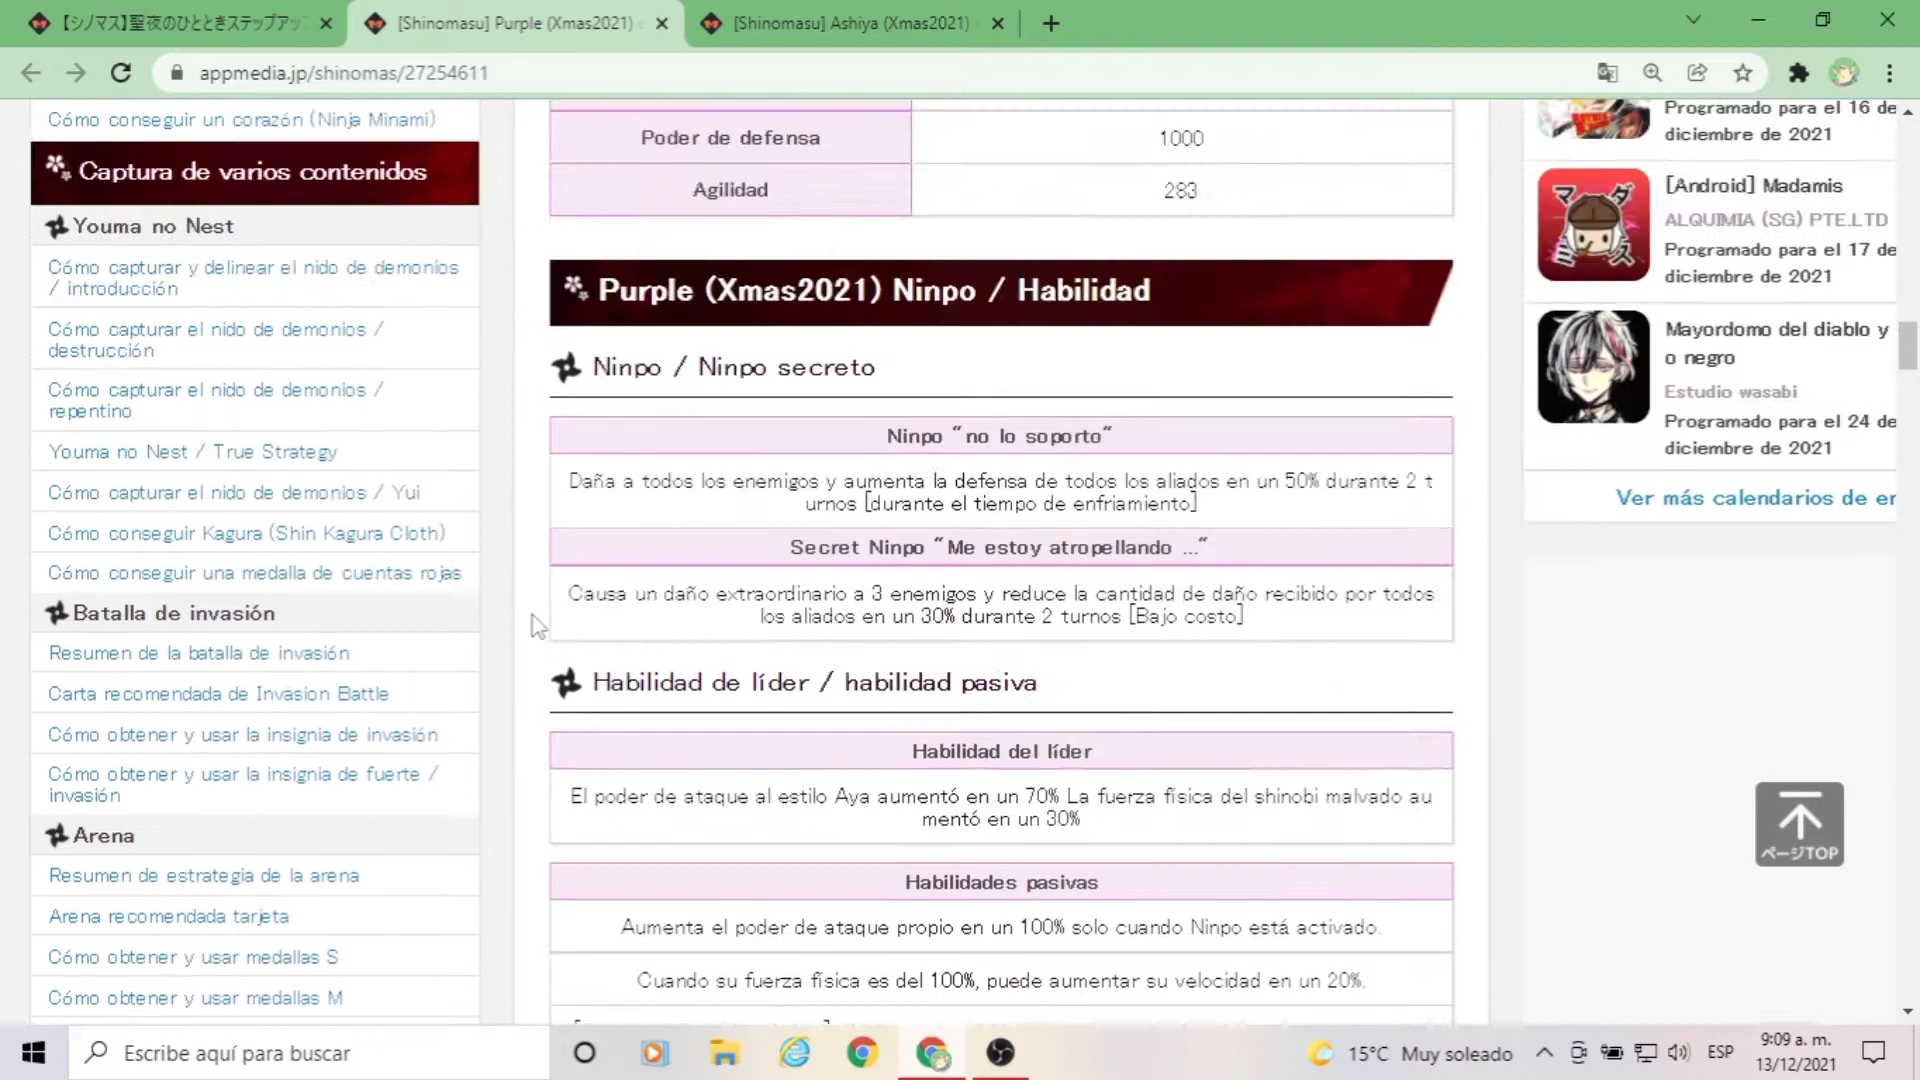 【シノマス】聖夜のひとときステップアッ
[Shinomasu] Purple (Xmas2021)
[Shinomasu] Ashiya (Xmas2021)
appmedia.jp/shinomas/27254611
Cómo conseguir un corazón (Ninja Minami)
Captura de varios contenidos
Youma no Nest
Cómo capturar y delinear el nido de demonios
/ introducción
Cómo capturar el nido de demonios /
destrucción
Cómo capturar el nido de demonios /
repentino
Youma no Nest / True Strategy
Cómo capturar el nido de demonios / Yui
Cómo conseguir Kagura (Shin Kagura Cloth)
Cómo conseguir una medalla de cuentas rojas
Batalla de invasión
Resumen de la batalla de invasión
Carta recomendada de Invasion Battle
Cómo obtener y usar la insignia de invasión
Cómo obtener y usar la insignia de fuerte /
invasión
Arena
Resumen de estrategia de la arena
Arena recomendada tarjeta
Cómo obtener y usar medallas S
Cómo obtener y usar medallas M
Poder de defensa 1000
Agilidad 283
Purple (Xmas2021) Ninpo / Habilidad
Ninpo / Ninpo secreto
Ninpo "no lo soporto"
Daña a todos los enemigos y aumenta la defensa de todos los aliados en un 50% durante 2 t
urnos [durante el tiempo de enfriamiento]
Secret Ninpo "Me estoy atropellando ..."
Causa un daño extraordinario a 3 enemigos y reduce la cantidad de daño recibido por todos
los aliados en un 30% durante 2 turnos [Bajo costo]
Habilidad de líder / habilidad pasiva
Habilidad del líder
El poder de ataque al estilo Aya aumentó en un 70% La fuerza física del shinobi malvado au
mentó en un 30%
Habilidades pasivas
Aumenta el poder de ataque propio en un 100% solo cuando Ninpo está activado.
Cuando su fuerza física es del 100%, puede aumentar su velocidad en un 20%.
Programado para el 16 de
diciembre de 2021
マーダーミス
[Android] Madamis
ALQUIMIA (SG) PTE.LTD
Programado para el 17 de
diciembre de 2021
Mayordomo del diablo y
o negro
Estudio wasabi
Programado para el 24 de
diciembre de 2021
Ver más calendarios de
ページTOP
Escribe aquí para buscar
15°C Muy soleado
ESP
9:09 a. m.
13/12/2021